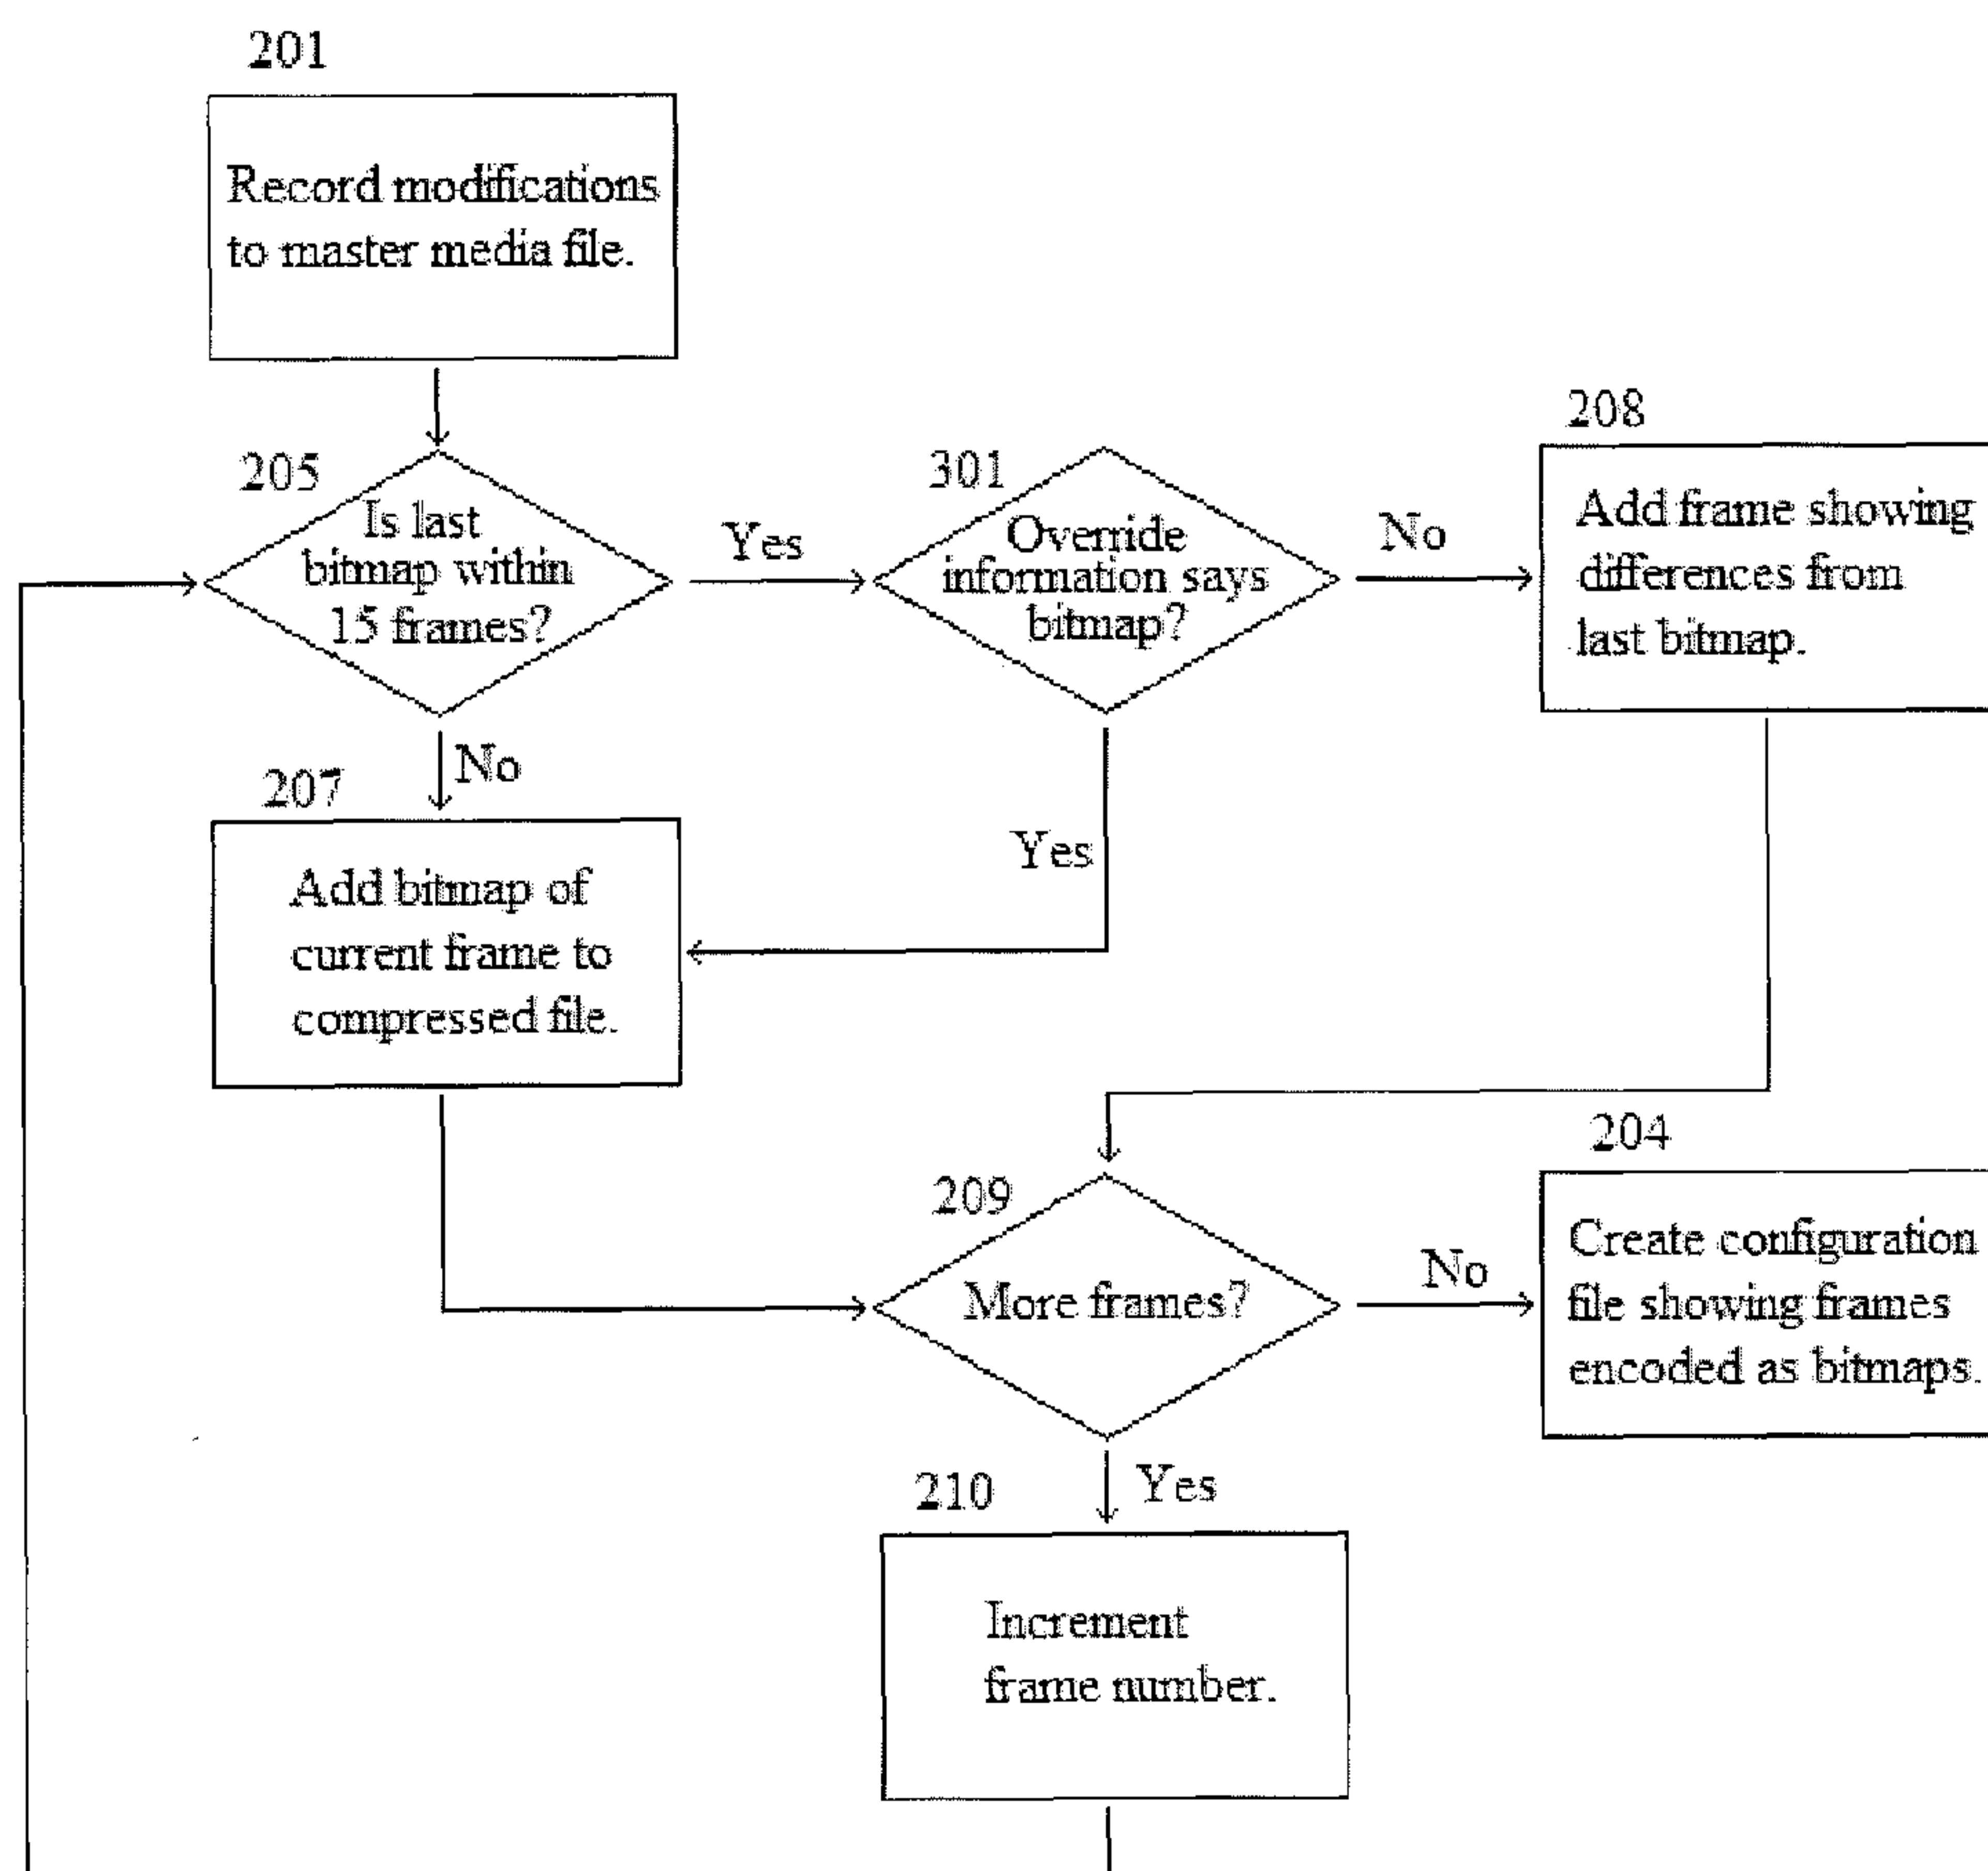 201
Record modifications
to master media file.
205
Is last
bitmap within
15 frames?
Yes
301
Override
information says
bitmap?
No
208
Add frame showing
differences from
last bitmap.
No
207
Add bitmap of
current frame to
compressed file.
Yes
209
More frames?
No
204
Create configuration
file showing frames
encoded as bitmaps.
Yes
210
Increment
frame number.